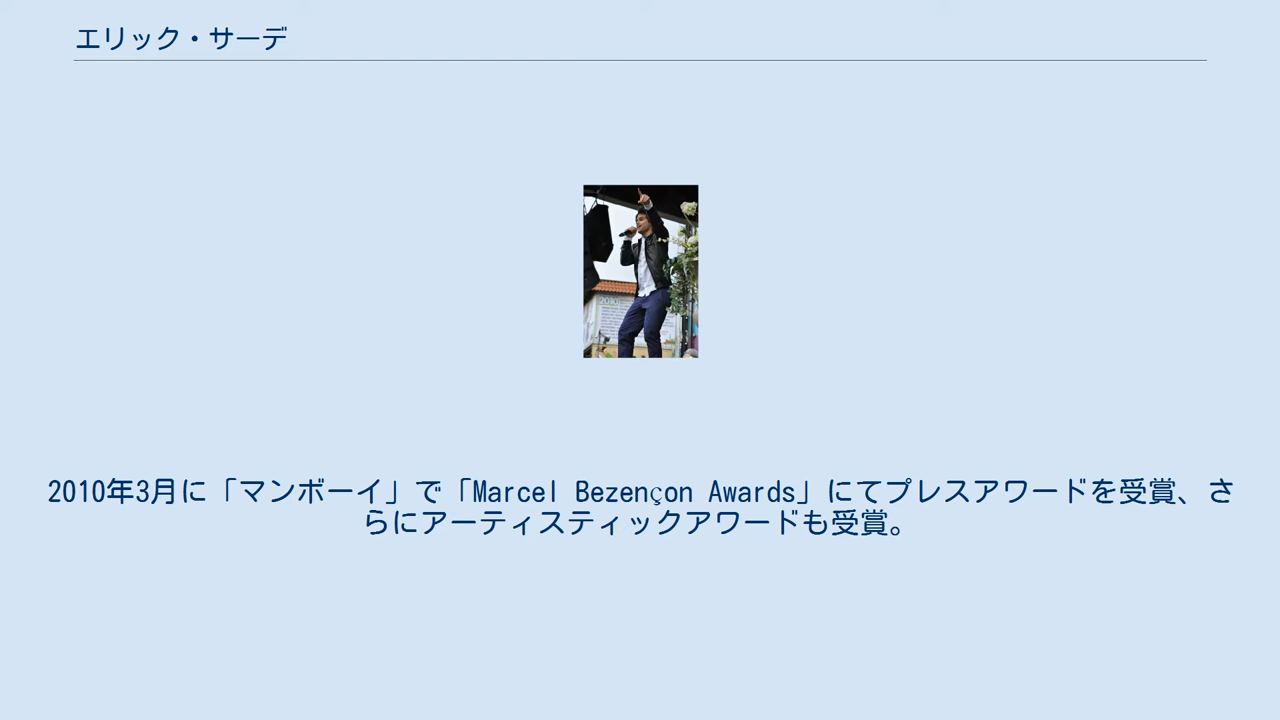 エリック・サーデ
2010年3月に「マンボーイ」で「Marcel Bezençon Awards」にてプレスアワードを受賞、さ
らにアーティスティックアワードも受賞。